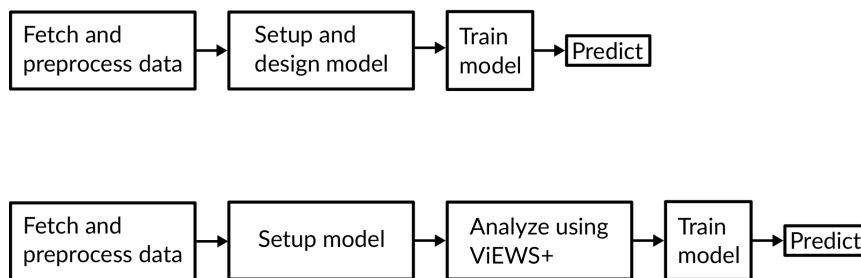 Fetch and
preprocess data
Setup and
design model
Train
model
Predict
Fetch and
preprocess data
Setup model
Analyze using
ViEWS+
Train
model
Predict